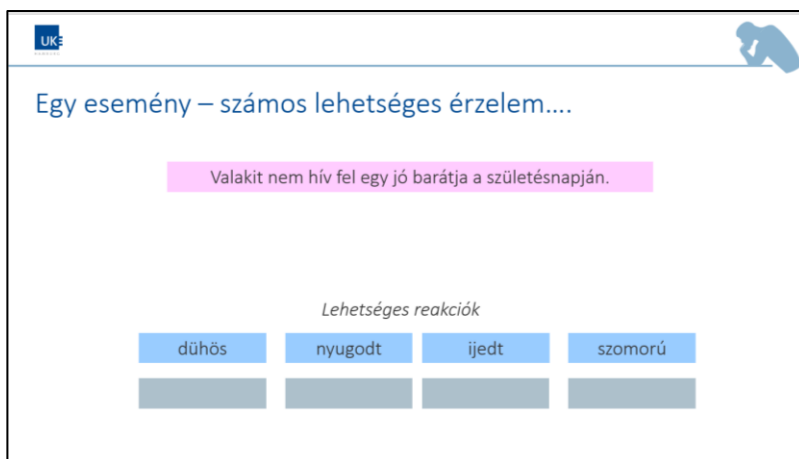 UKE
HAMBURG
Egy esemény – számos lehetséges érzelem....
Valakit nem hív fel egy jó barátja a születésnapján.
Lehetséges reakciók
dühös nyugodt ijedt szomorú